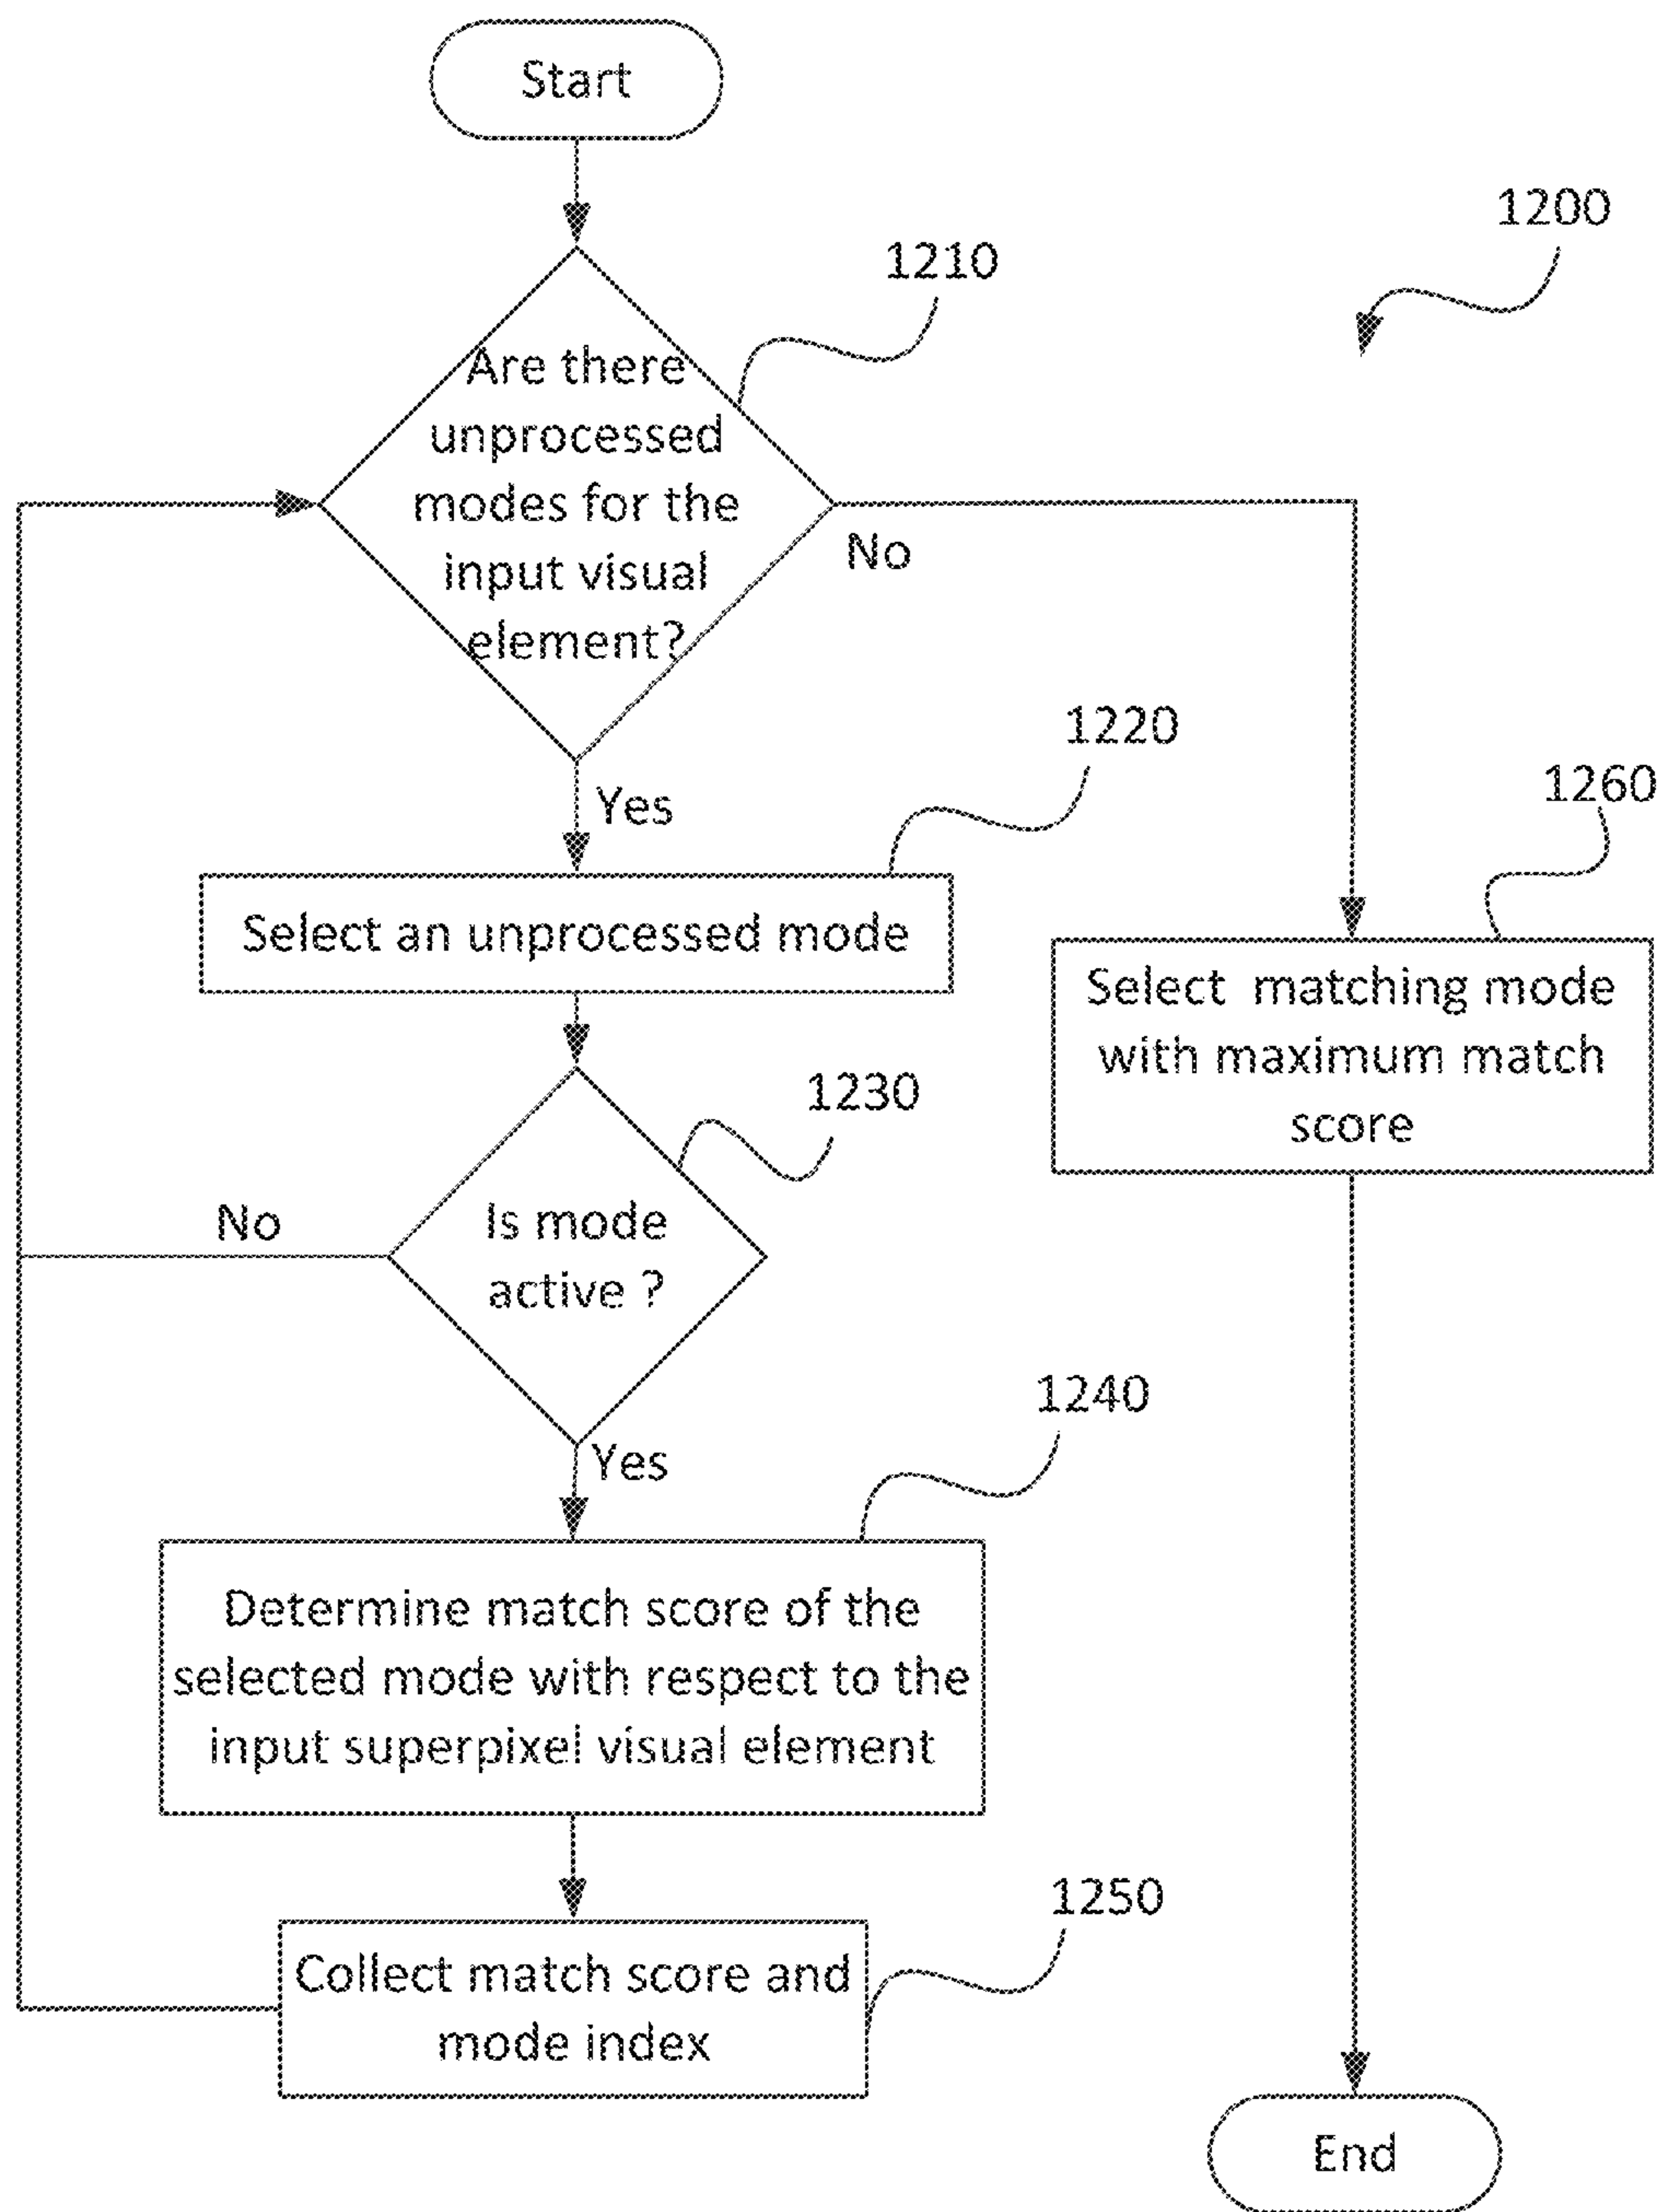 Start
1200
1210
Are there
unprocessed
modes for the
input visual
element?
No
Yes
1220
1260
Select an unprocessed mode
Select  matching mode
with maximum match
score
1230
Is mode
active ?
No
Yes
1240
Determine match score of the
selected mode with respect to the
input superpixel visual element
1250
Collect match score and
mode index
End